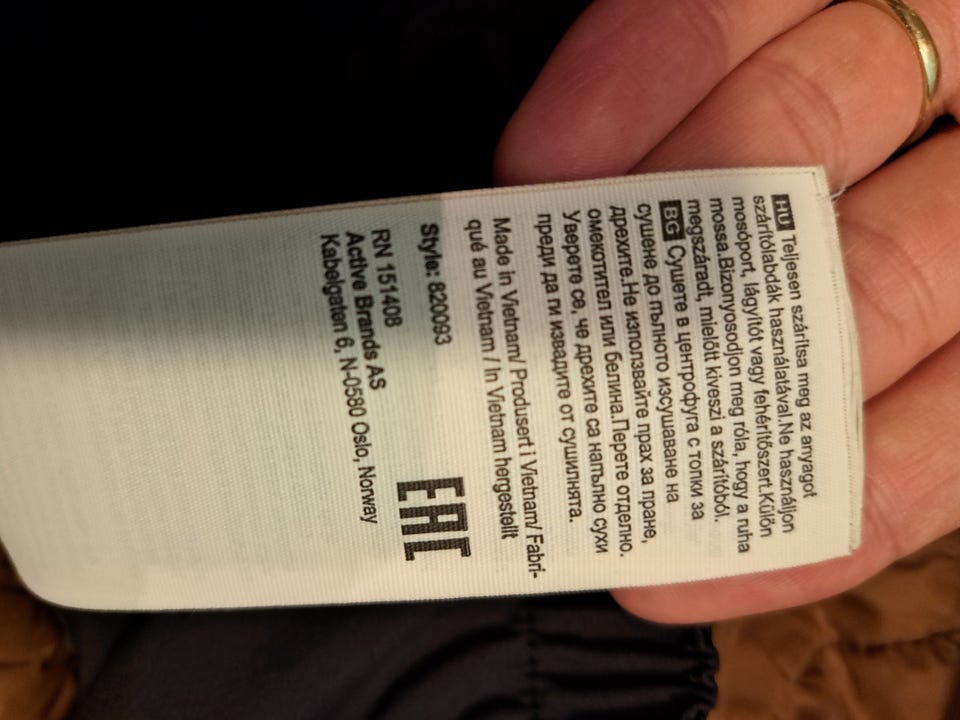 HU Teljesen szárítsa meg az anyagot
szárítólabdák használatával.Ne használjon
mosóport, lágyítót vagy fehérítőszert.Külön
mossa.Bizonyosodjon meg róla, hogy a ruha
megszáradt, mielőtt kiveszi a szárítóból.
BG Сушете в центрофуга с топки за
сушене до пълното изсушаване на
дрехите.Не използвайте прах за пране,
омекотител или белина.Перете отделно.
Уверете се, че дрехите са напълно сухи
преди да ги извадите от сушилнята.
Made in Vietnam/ Produsert i Vietnam/ Fabri-
qué au Vietnam / In Vietnam hergestellt
Style: 820093
EAC
RN 151408
Active Brands AS
Kabelgaten 6, N-0580 Oslo, Norway